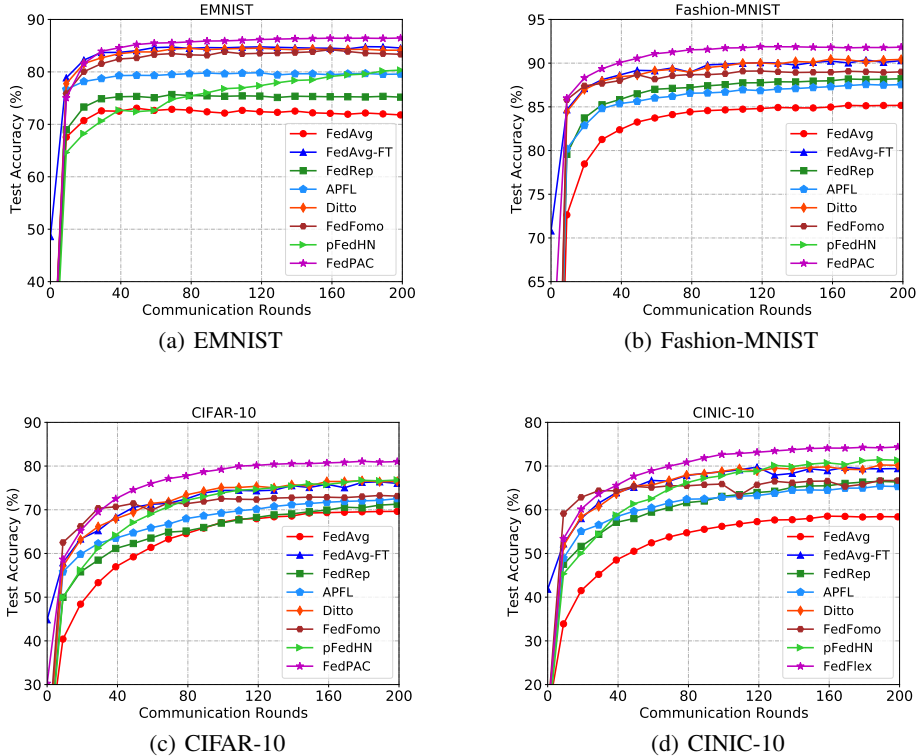 EMNIST
90
80
70
60
50
40
Test Accuracy (%)
FedAvg
FedAvg-FT
FedRep
APFL
Ditto
FedFomo
pFedHN
FedPAC
0 40 80 120 160 200
Communication Rounds
(a) EMNIST
Fashion-MNIST
95
90
85
80
75
70
65
Test Accuracy (%)
FedAvg
FedAvg-FT
FedRep
APFL
Ditto
FedFomo
pFedHN
FedPAC
0 40 80 120 160 200
Communication Rounds
(b) Fashion-MNIST
CIFAR-10
90
80
70
60
50
40
30
Test Accuracy (%)
FedAvg
FedAvg-FT
FedRep
APFL
Ditto
FedFomo
pFedHN
FedPAC
0 40 80 120 160 200
Communication Rounds
(c) CIFAR-10
CINIC-10
80
70
60
50
40
30
20
Test Accuracy (%)
FedAvg
FedAvg-FT
FedRep
APFL
Ditto
FedFomo
pFedHN
FedFlex
0 40 80 120 160 200
Communication Rounds
(d) CINIC-10